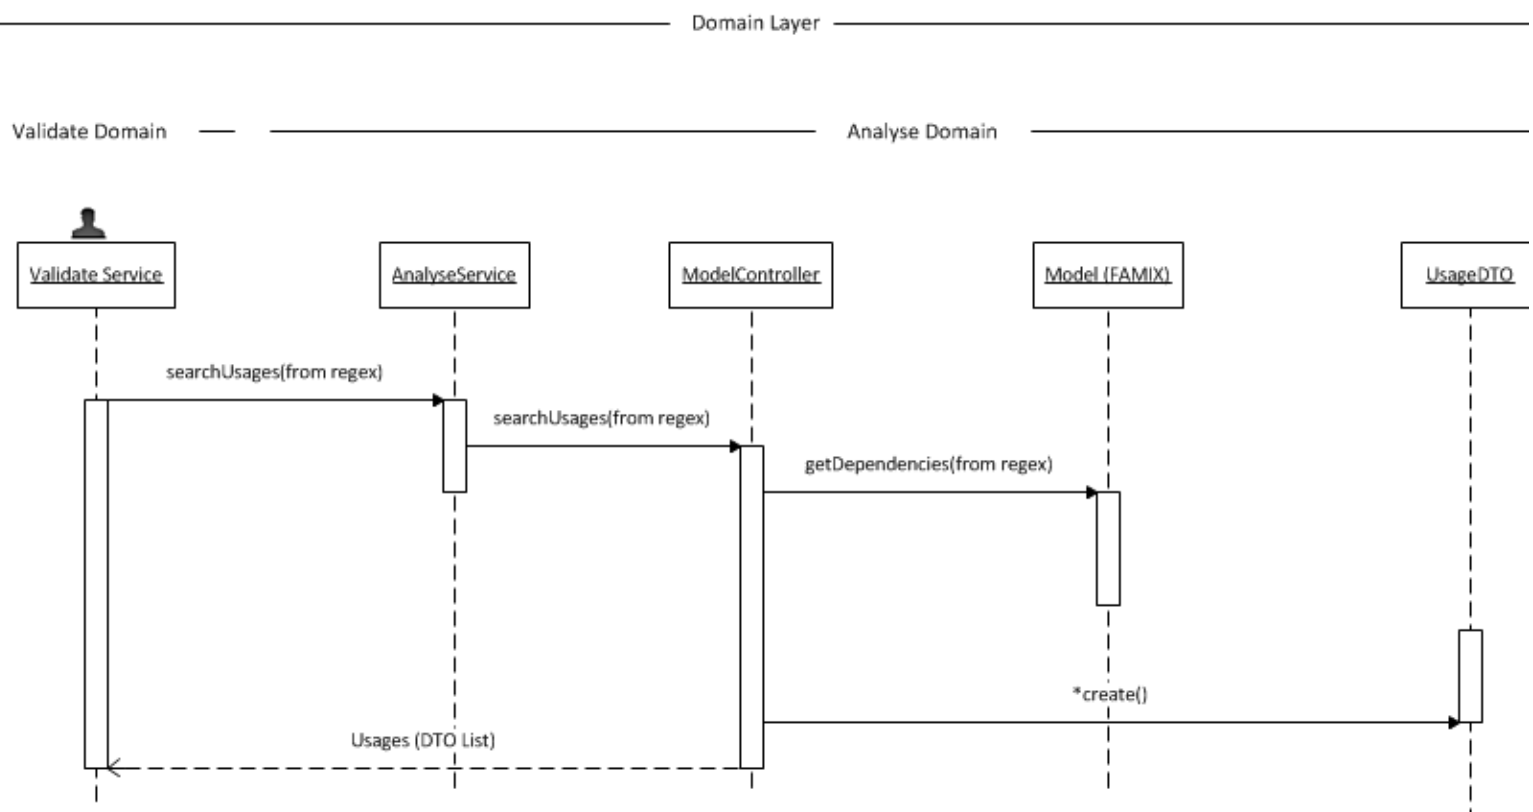 Domain Layer
Validate Domain
Analyse Domain
Validate Service
AnalyseService
ModelController
Model (FAMIX)
UsageDTO
searchUsages(from regex)
searchUsages(from regex)
getDependencies(from regex)
*create()
Usages (DTO List)